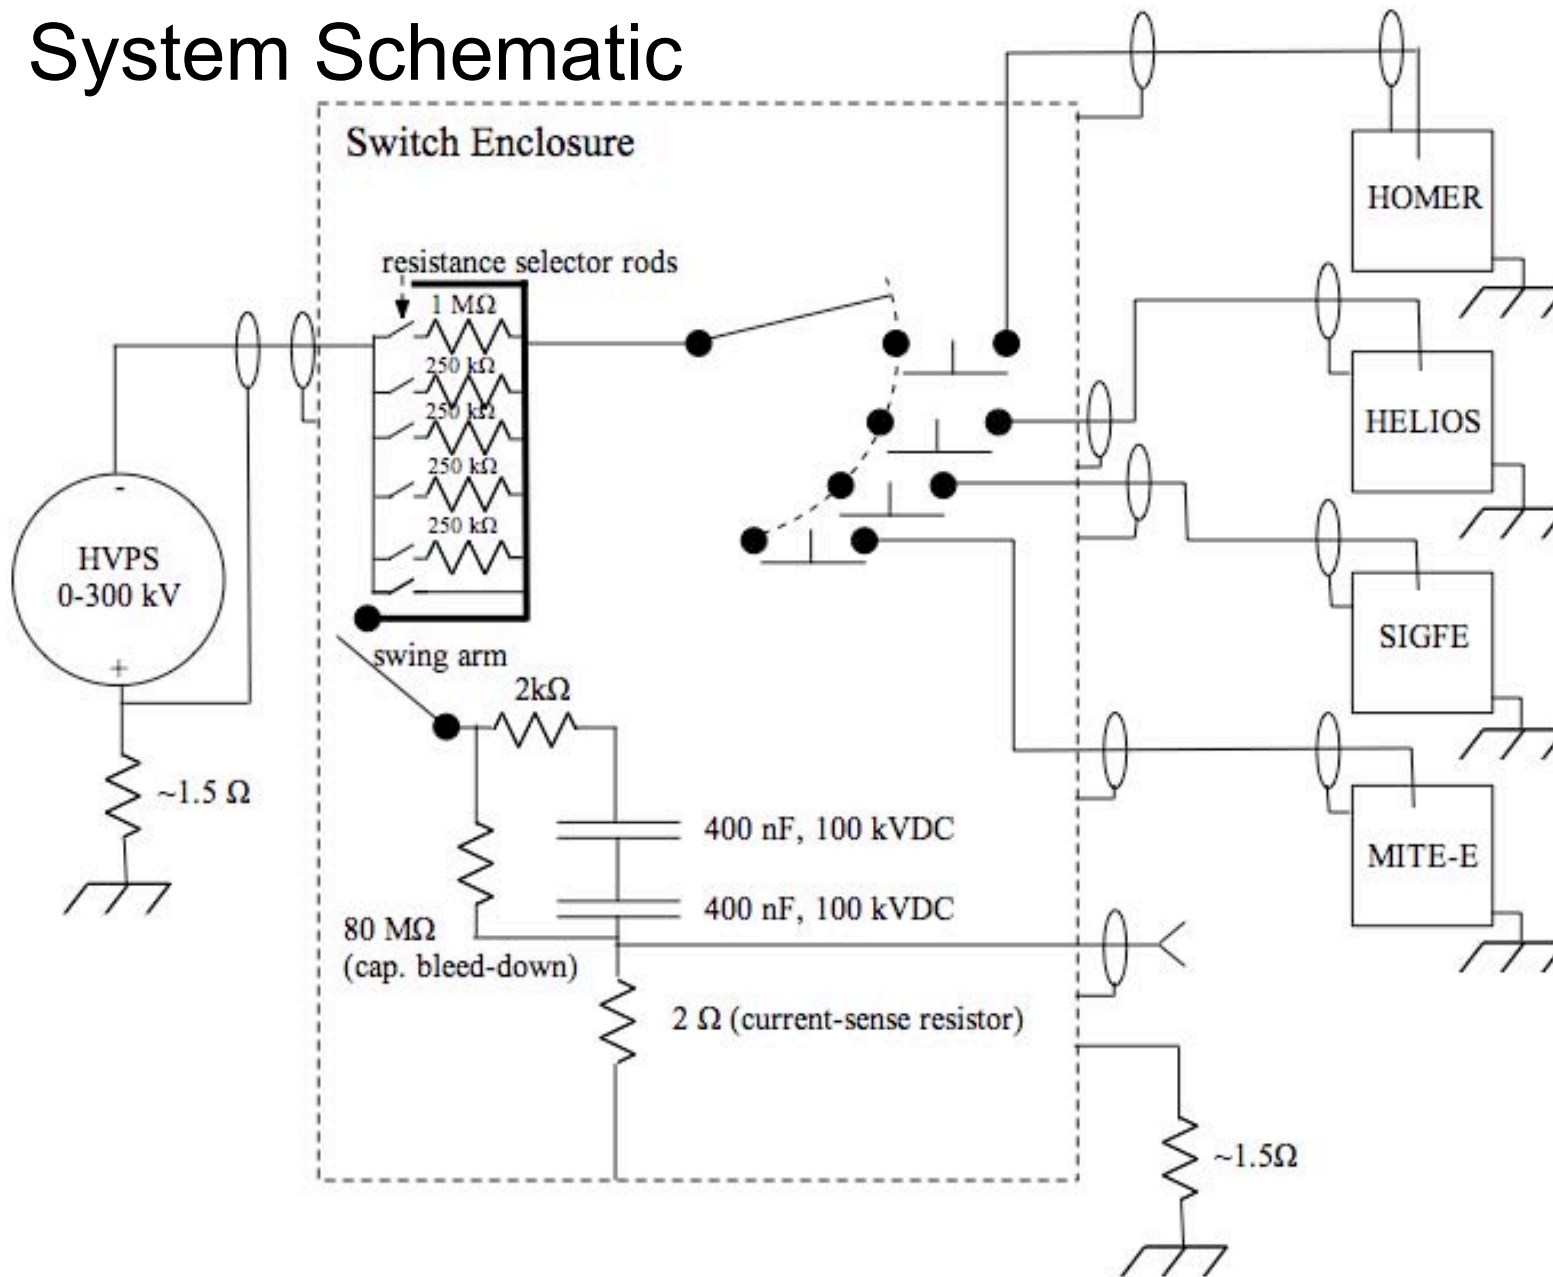 System Schematic
Switch Enclosure
resistance selector rods
1 MΩ
250 kΩ
250 kΩ
250 kΩ
250 kΩ
-
HVPS
0-300 kV
+
~1.5 Ω
swing arm
2kΩ
400 nF, 100 kVDC
400 nF, 100 kVDC
80 MΩ
(cap. bleed-down)
2 Ω (current-sense resistor)
HOMER
HELIOS
SIGFE
MITE-E
~1.5Ω